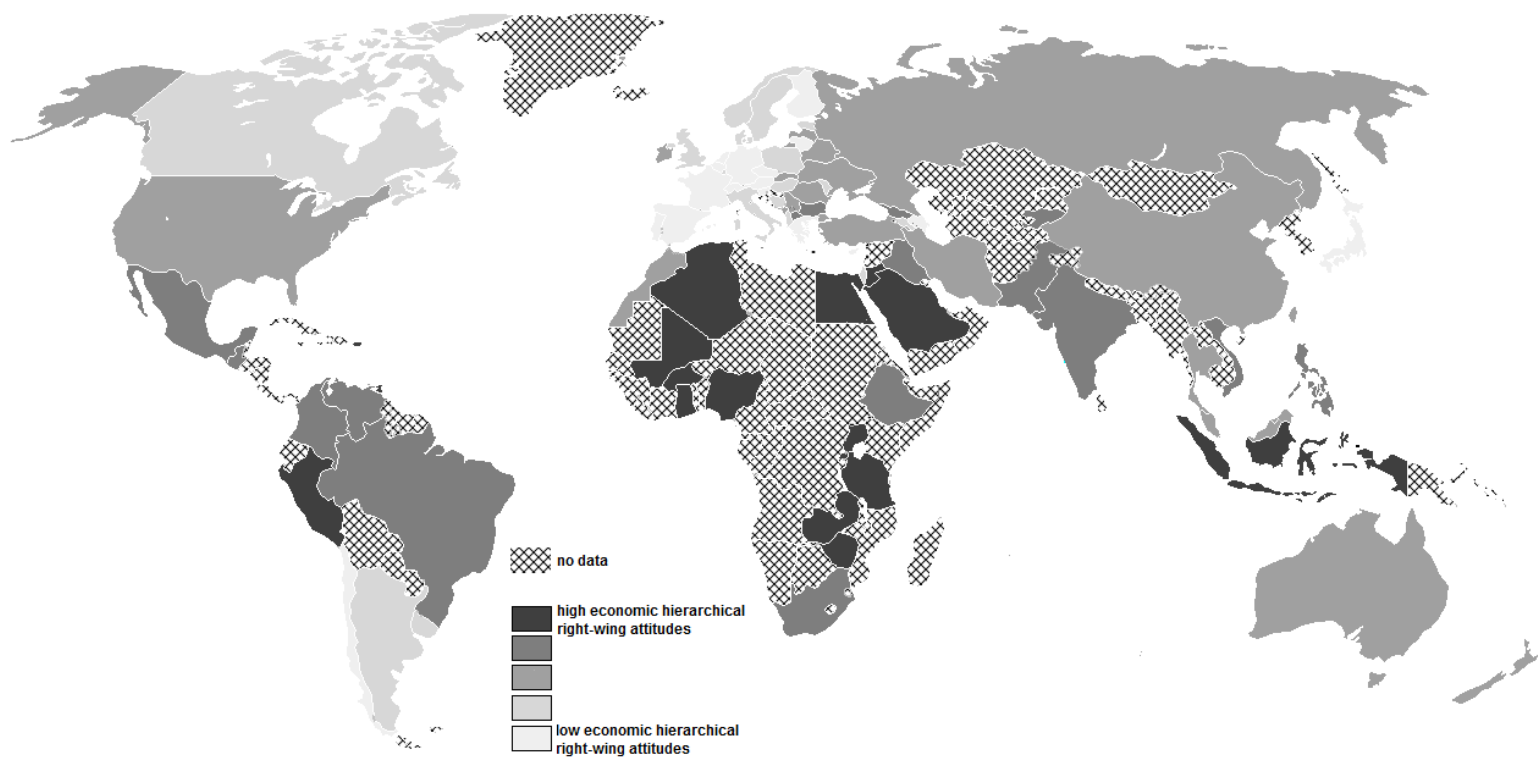 no data
high economic hierarchical
right-wing attitudes
low economic hierarchical
right-wing attitudes